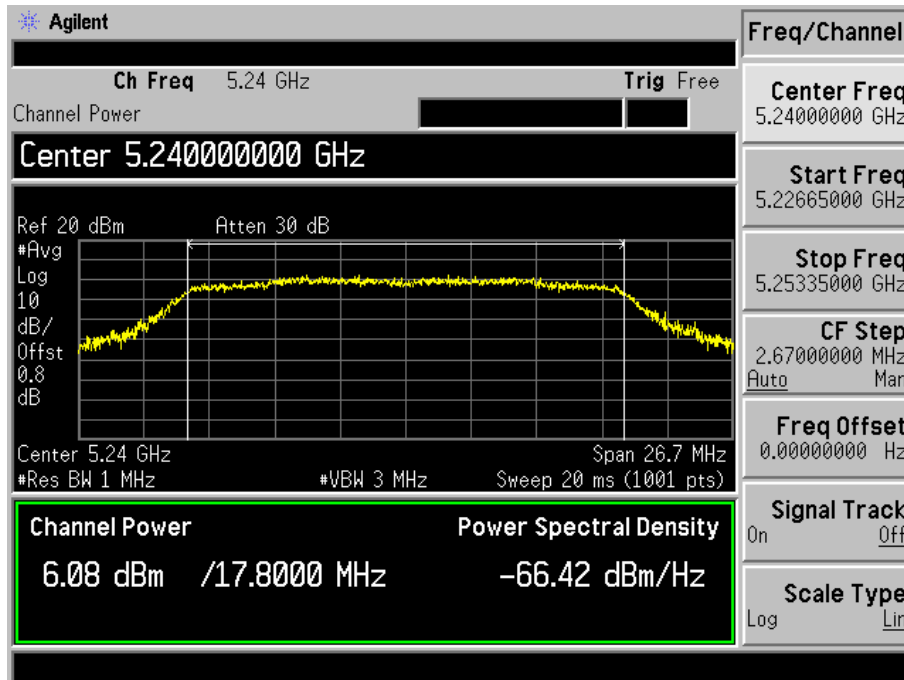 Agilent
Freq/Channel
Ch Freq 5.24 GHz Trig Free
Channel Power
Center 5.240000000 GHz
Ref 20 dBm Atten 30 dB
#Avg
Log
10
dB/
Offst
0.8
dB
Center 5.24 GHz Span 26.7 MHz
#Res BW 1 MHz #VBW 3 MHz Sweep 20 ms (1001 pts)
Channel Power Power Spectral Density
6.08 dBm /17.8000 MHz -66.42 dBm/Hz
Center Freq
5.24000000 GHz
Start Freq
5.22665000 GHz
Stop Freq
5.25335000 GHz
CF Step
2.67000000 MHz
Auto Man
Freq Offset
0.00000000 Hz
Signal Track
On Off
Scale Type
Log Lin